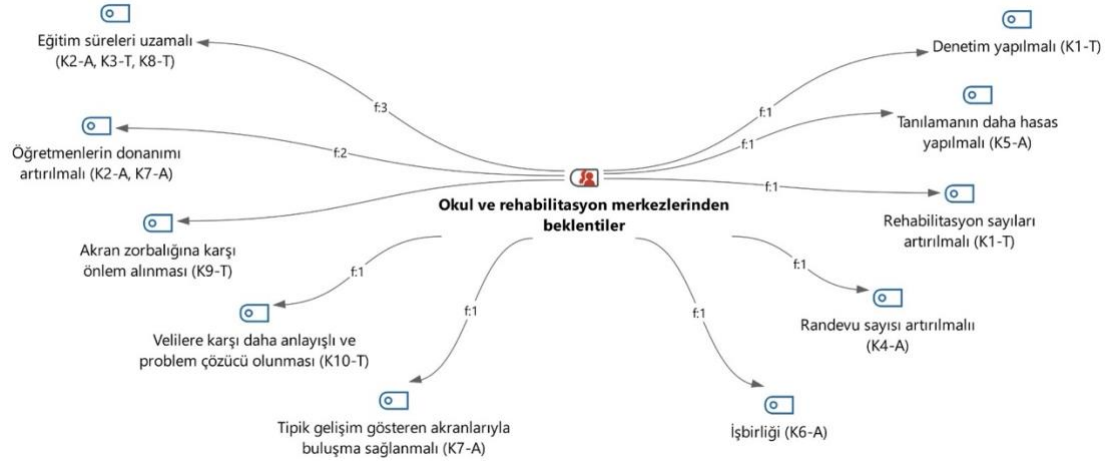 Eğitim süreleri uzamalı
(K2-A, K3-T, K8-T)
f:3
Öğretmenlerin donanımı
artırılmalı (K2-A, K7-A)
f:2
Akran zorbalığına karşı
önlem alınması (K9-T)
Velilere karşı daha anlayışlı ve
problem çözücü olunması (K10-T)
f:1
Tipik gelişim gösteren akranlarıyla
buluşma sağlanmalı (K7-A)
f:1
Okul ve rehabilitasyon merkezlerinden
beklentiler
Denetim yapılmalı (K1-T)
f:1
Tanılamanın daha hasas
yapılmalı (K5-A)
f:1
Rehabilitasyon sayıları
artırılmalı (K1-T)
f:1
Randevu sayısı artırılmalıı
(K4-A)
f:1
İşbirliği (K6-A)
f:1